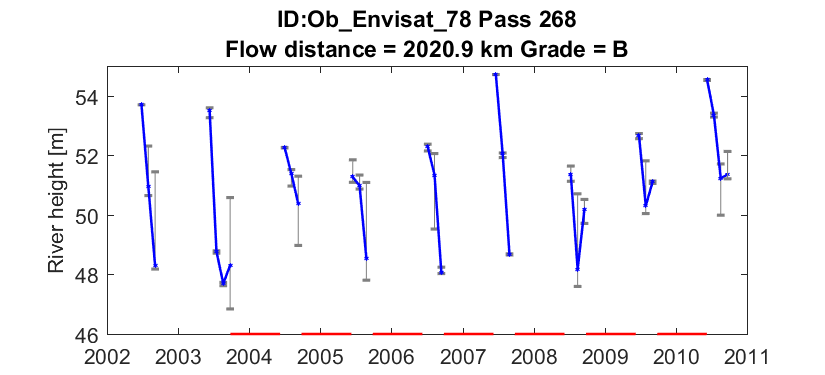 ID:Ob_Envisat_78 Pass 268
Flow distance = 2020.9 km Grade = B
River height [m]
54
52
50
48
46
2002 2003 2004 2005 2006 2007 2008 2009 2010 2011